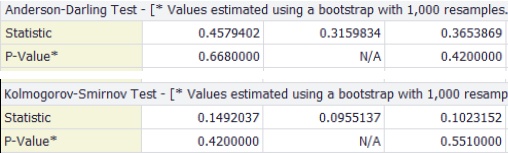 Anderson-Darling Test - [* Values estimated using a bootstrap with 1,000 resamples.
Statistic 0.4579402 0.3159834 0.3653869
P-Value* 0.6680000 N/A 0.4200000
Kolmogorov-Smirnov Test - [* Values estimated using a bootstrap with 1,000 resamp
Statistic 0.1492037 0.0955137 0.1023152
P-Value* 0.4200000 N/A 0.5510000